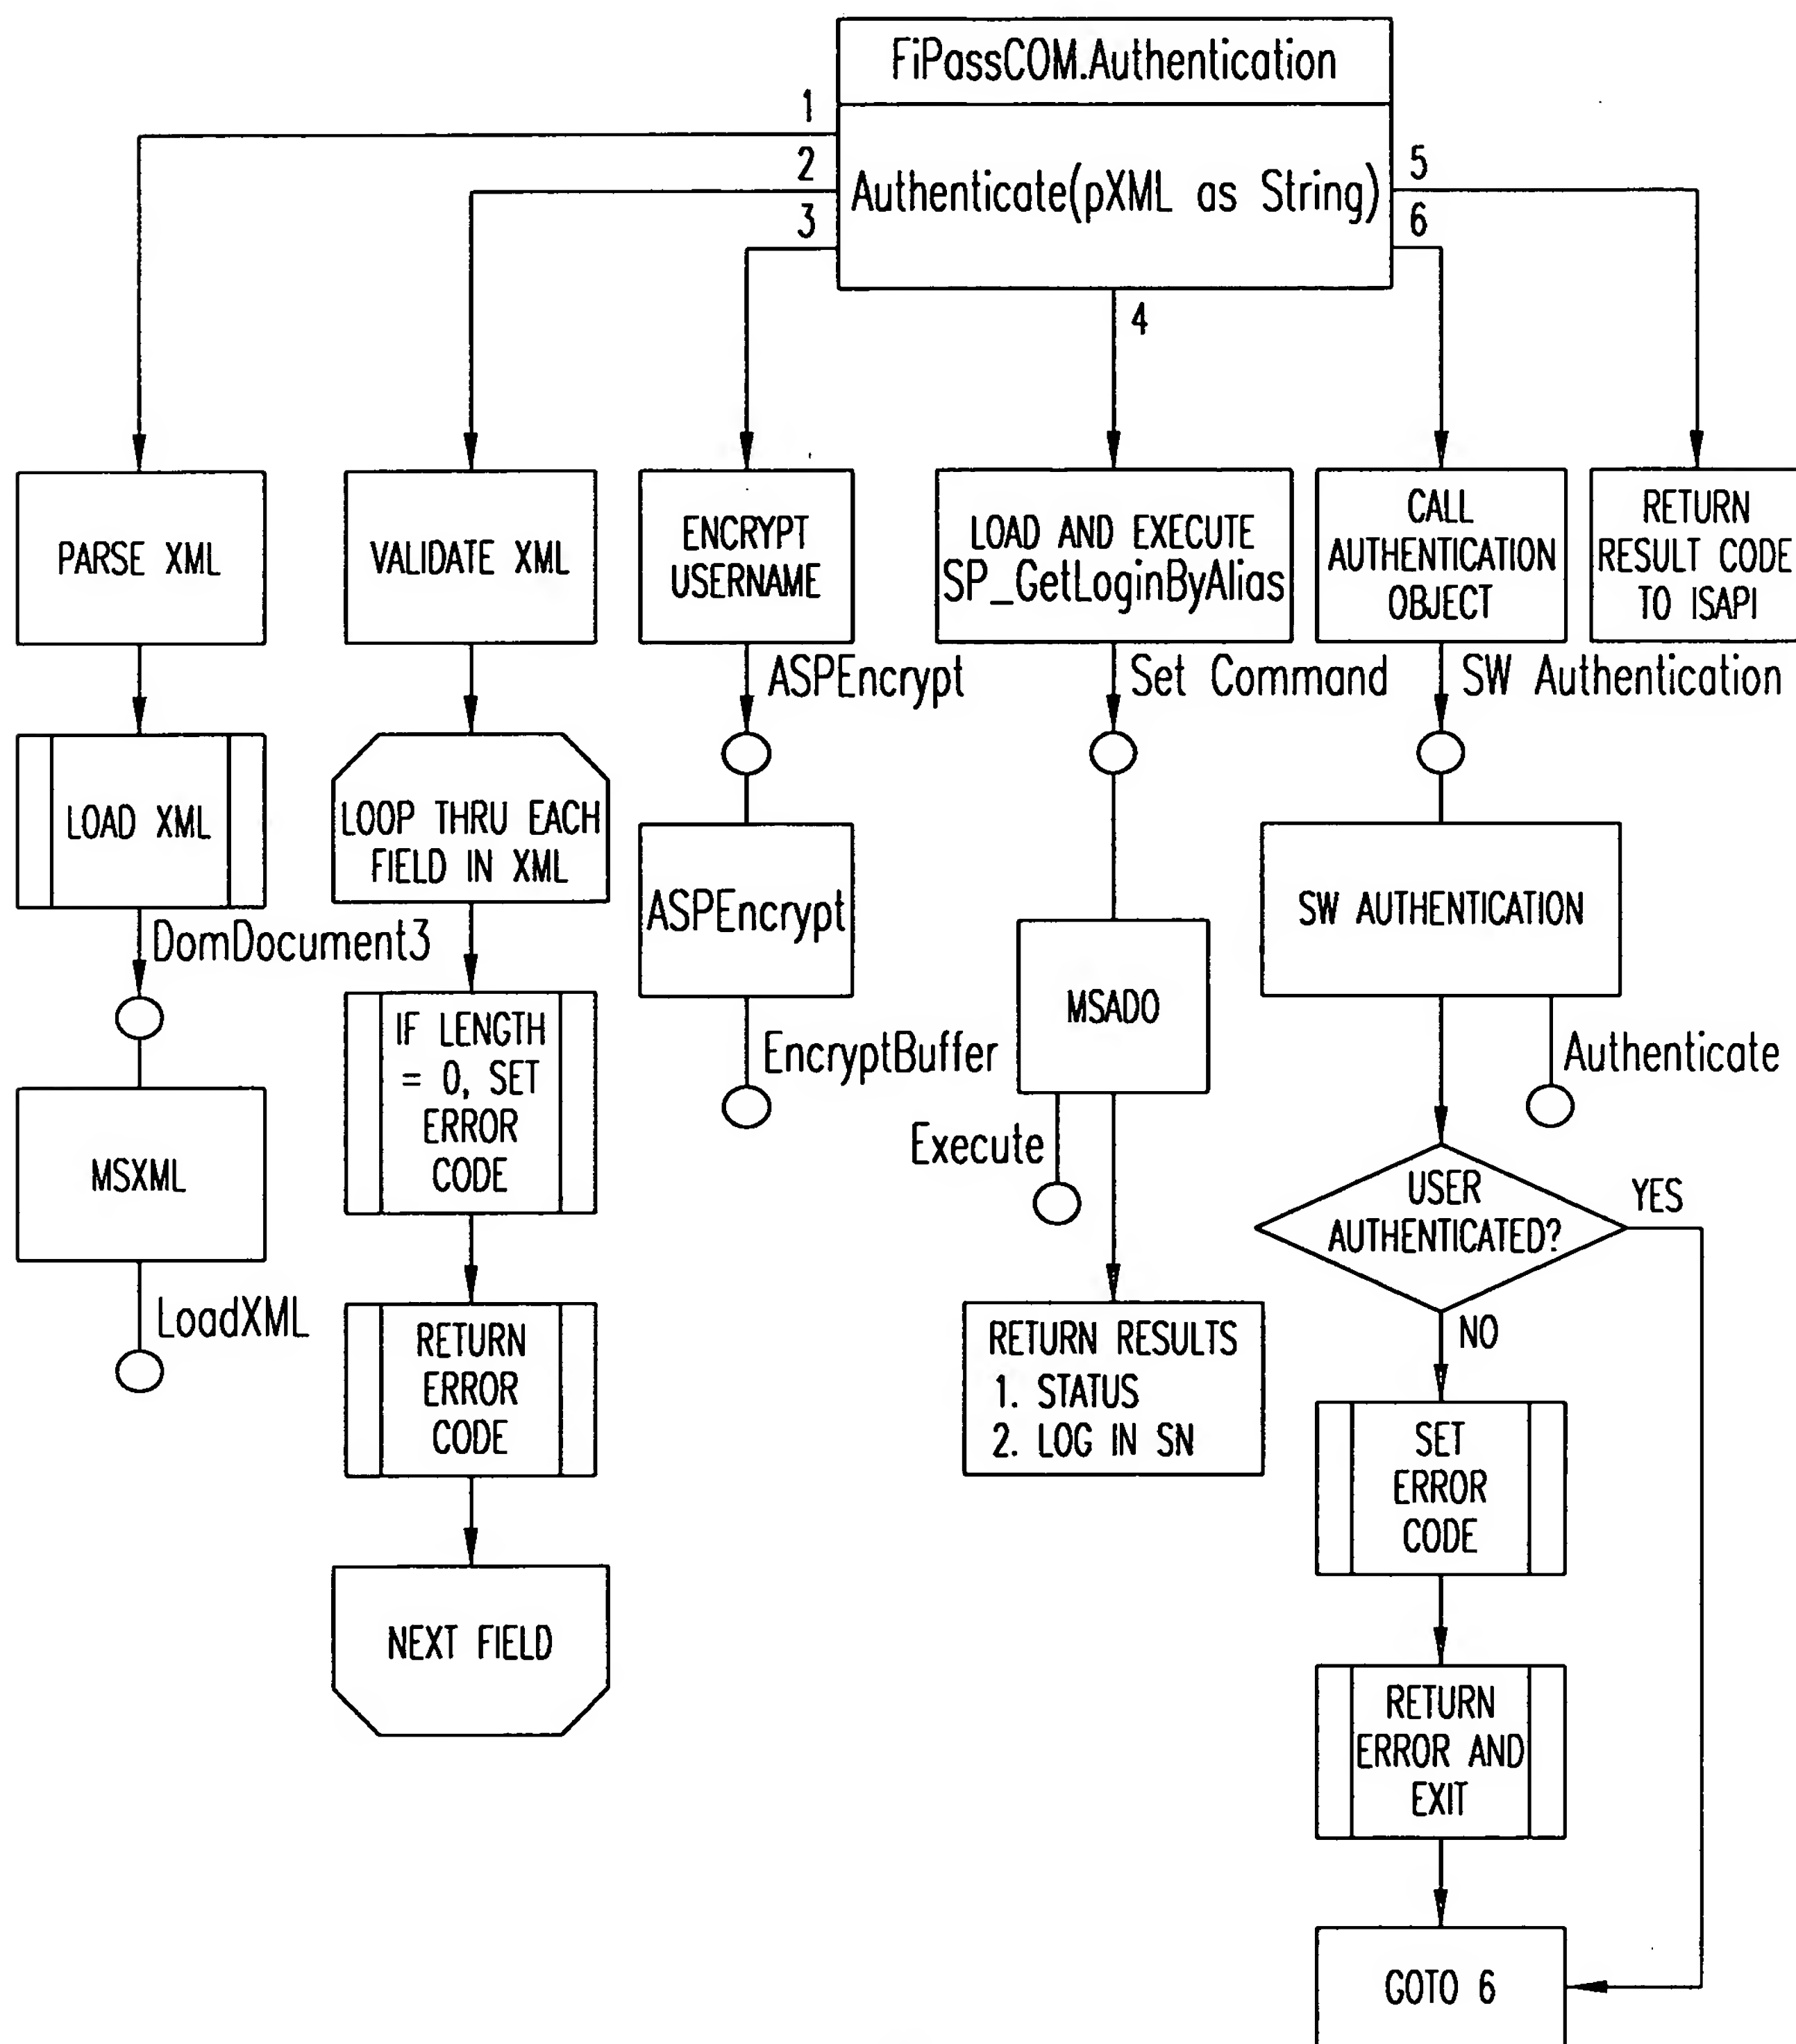 FiPassCOM.Authentication
1
2
3
Authenticate(pXML as String)
5
6
4
PARSE XML
VALIDATE XML
ENCRYPT
USERNAME
LOAD AND EXECUTE
SP_GetLoginByAlias
CALL
AUTHENTICATION
OBJECT
RETURN
RESULT CODE
TO ISAPI
ASPEncrypt
Set Command
SW Authentication
LOAD XML
LOOP THRU EACH
FIELD IN XML
ASPEncrypt
SW AUTHENTICATION
DomDocument3
IF LENGTH
= 0, SET
ERROR
CODE
MSADO
EncryptBuffer
Authenticate
Execute
MSXML
USER
AUTHENTICATED?
YES
NO
LoadXML
RETURN
ERROR
CODE
RETURN RESULTS
1. STATUS
2. LOG IN SN
SET
ERROR
CODE
NEXT FIELD
RETURN
ERROR AND
EXIT
GOTO 6